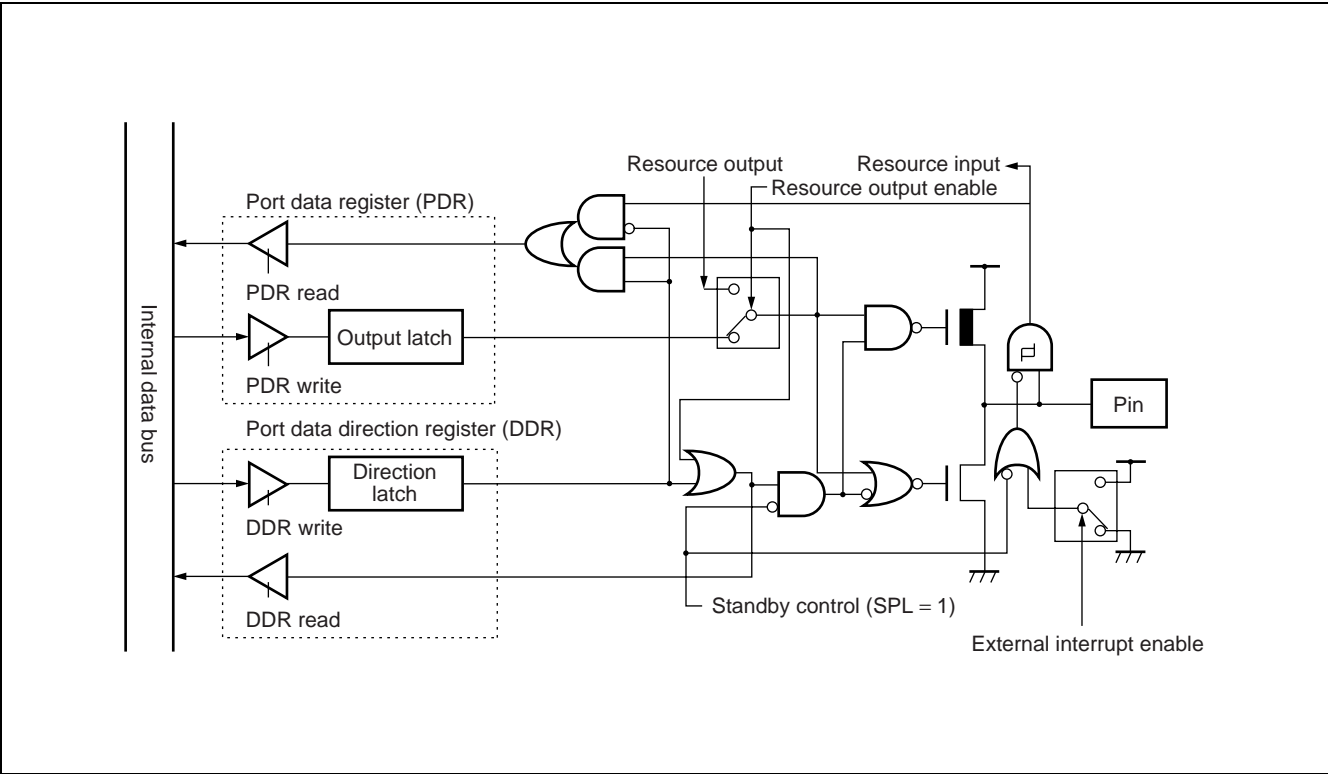 Resource output
Resource input
Resource output enable
Port data register (PDR)
PDR read
Output latch
PDR write
Internal data bus
Pin
Port data direction register (DDR)
Direction
latch
DDR write
DDR read
Standby control (SPL = 1)
External interrupt enable